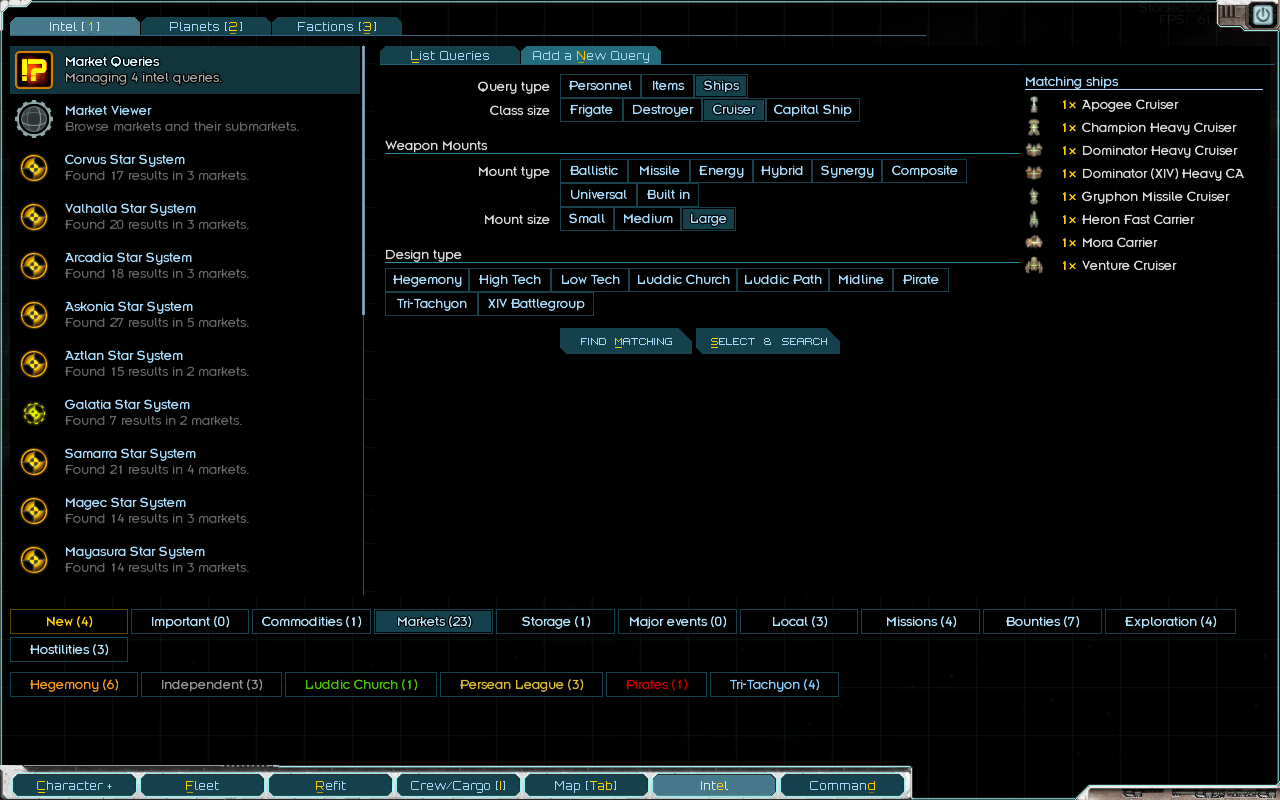 Intel [1] Planets [2] Factions [3]
Market Queries
Managing 4 intel queries.
Market Viewer
Browse markets and their submarkets.
Corvus Star System
Found 17 results in 3 markets.
Valhalla Star System
Found 20 results in 3 markets.
Arcadia Star System
Found 18 results in 3 markets.
Askonia Star System
Found 27 results in 5 markets.
Aztlan Star System
Found 15 results in 2 markets.
Galatia Star System
Found 7 results in 2 markets.
Samarra Star System
Found 21 results in 4 markets.
Magec Star System
Found 14 results in 3 markets.
Mayasura Star System
Found 14 results in 3 markets.
List Queries Add a New Query
Query type Personnel Items Ships
Class size Frigate Destroyer Cruiser Capital Ship
Weapon Mounts
Mount type Ballistic Missile Energy Hybrid Synergy Composite
Universal Built in
Mount size Small Medium Large
Design type
Hegemony High Tech Low Tech Luddic Church Luddic Path Midline Pirate
Tri-Tachyon XIV Battlegroup
FIND MATCHING SELECT & SEARCH
Matching ships
1× Apogee Cruiser
1× Champion Heavy Cruiser
1× Dominator Heavy Cruiser
1× Dominator (XIV) Heavy CA
1× Gryphon Missile Cruiser
1× Heron Fast Carrier
1× Mora Carrier
1× Venture Cruiser
New (4) Important (0) Commodities (1) Markets (23) Storage (1) Major events (0) Local (3) Missions (4) Bounties (7) Exploration (4)
Hostilities (3)
Hegemony (6) Independent (3) Luddic Church (1) Persean League (3) Pirates (1) Tri-Tachyon (4)
Character + Fleet Refit Crew/Cargo [I] Map [Tab] Intel Command